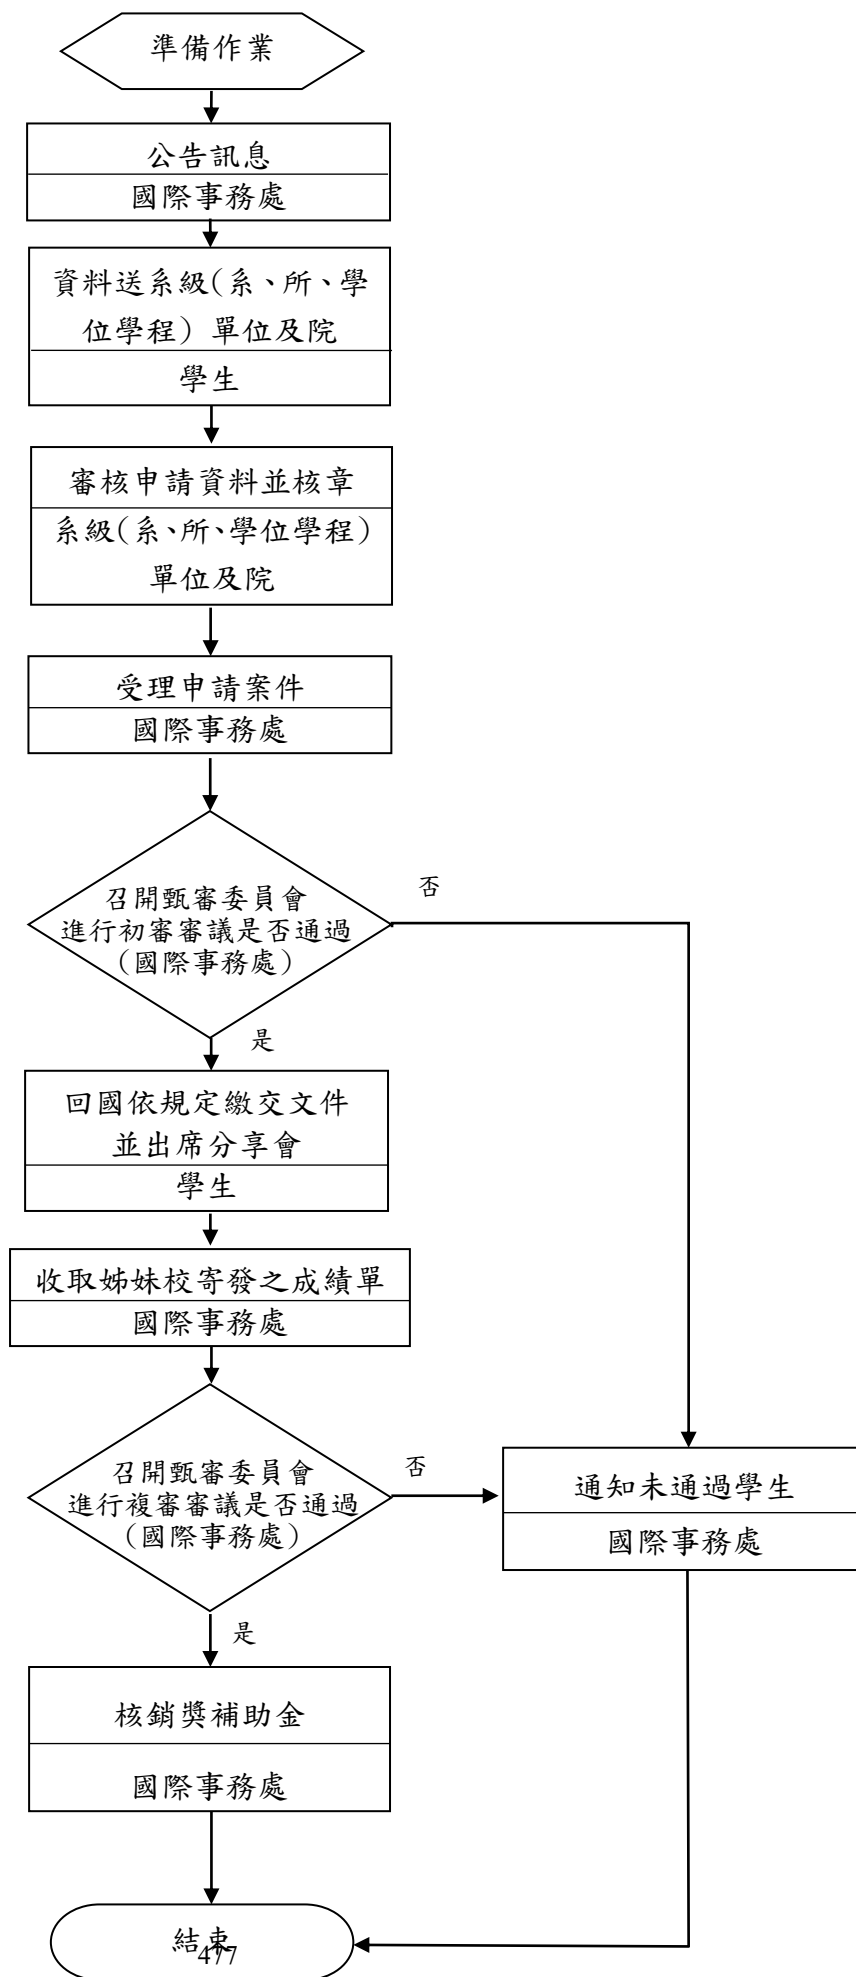 準備作業
公告訊息
國際事務處
資料送系級(系、所、學
位學程) 單位及院
學生
審核申請資料並核章
系級(系、所、學位學程)
單位及院
受理申請案件
國際事務處
召開甄審委員會
進行初審審議是否通過
(國際事務處)
否
是
回國依規定繳交文件
並出席分享會
學生
收取姊妹校寄發之成績單
國際事務處
召開甄審委員會
進行複審審議是否通過
(國際事務處)
否
通知未通過學生
國際事務處
是
核銷獎補助金
國際事務處
結束
477